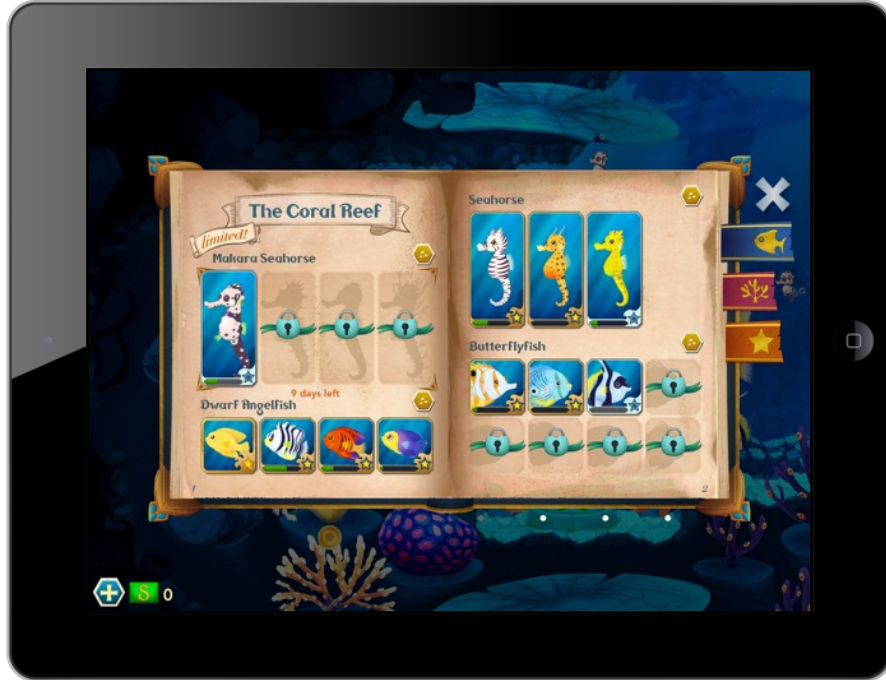 The Coral Reef
limited!
Makara Seahorse
9 days left
Dwarf Angelfish
1
Seahorse
Butterflyfish
2
S 0